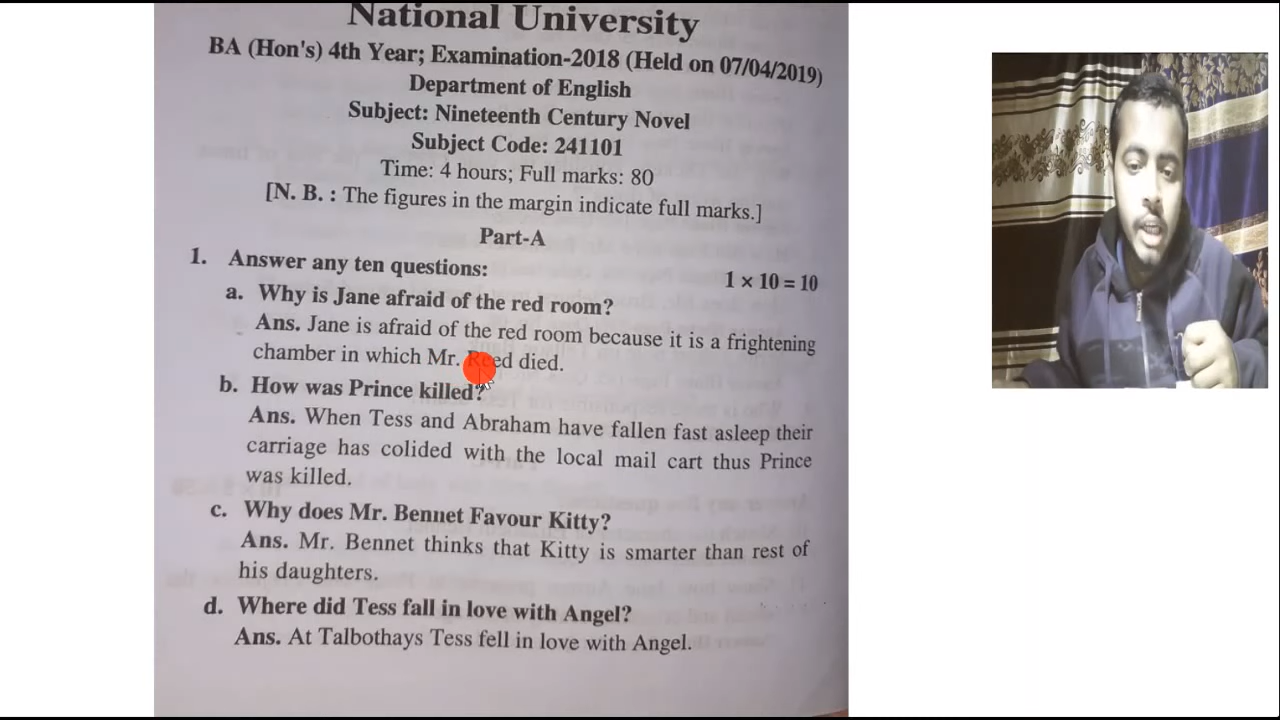 National University
BA (Hon's) 4th Year; Examination-2018 (Held on 07/04/2019)
Department of English
Subject: Nineteenth Century Novel
Subject Code: 241101
Time: 4 hours; Full marks: 80
[N. B. : The figures in the margin indicate full marks.]
Part-A
1. Answer any ten questions: 1 × 10 = 10
a. Why is Jane afraid of the red room?
Ans. Jane is afraid of the red room because it is a frightening
chamber in which Mr. Reed died.
b. How was Prince killed?
Ans. When Tess and Abraham have fallen fast asleep their
carriage has colided with the local mail cart thus Prince
was killed.
c. Why does Mr. Bennet Favour Kitty?
Ans. Mr. Bennet thinks that Kitty is smarter than rest of
his daughters.
d. Where did Tess fall in love with Angel?
Ans. At Talbothays Tess fell in love with Angel.